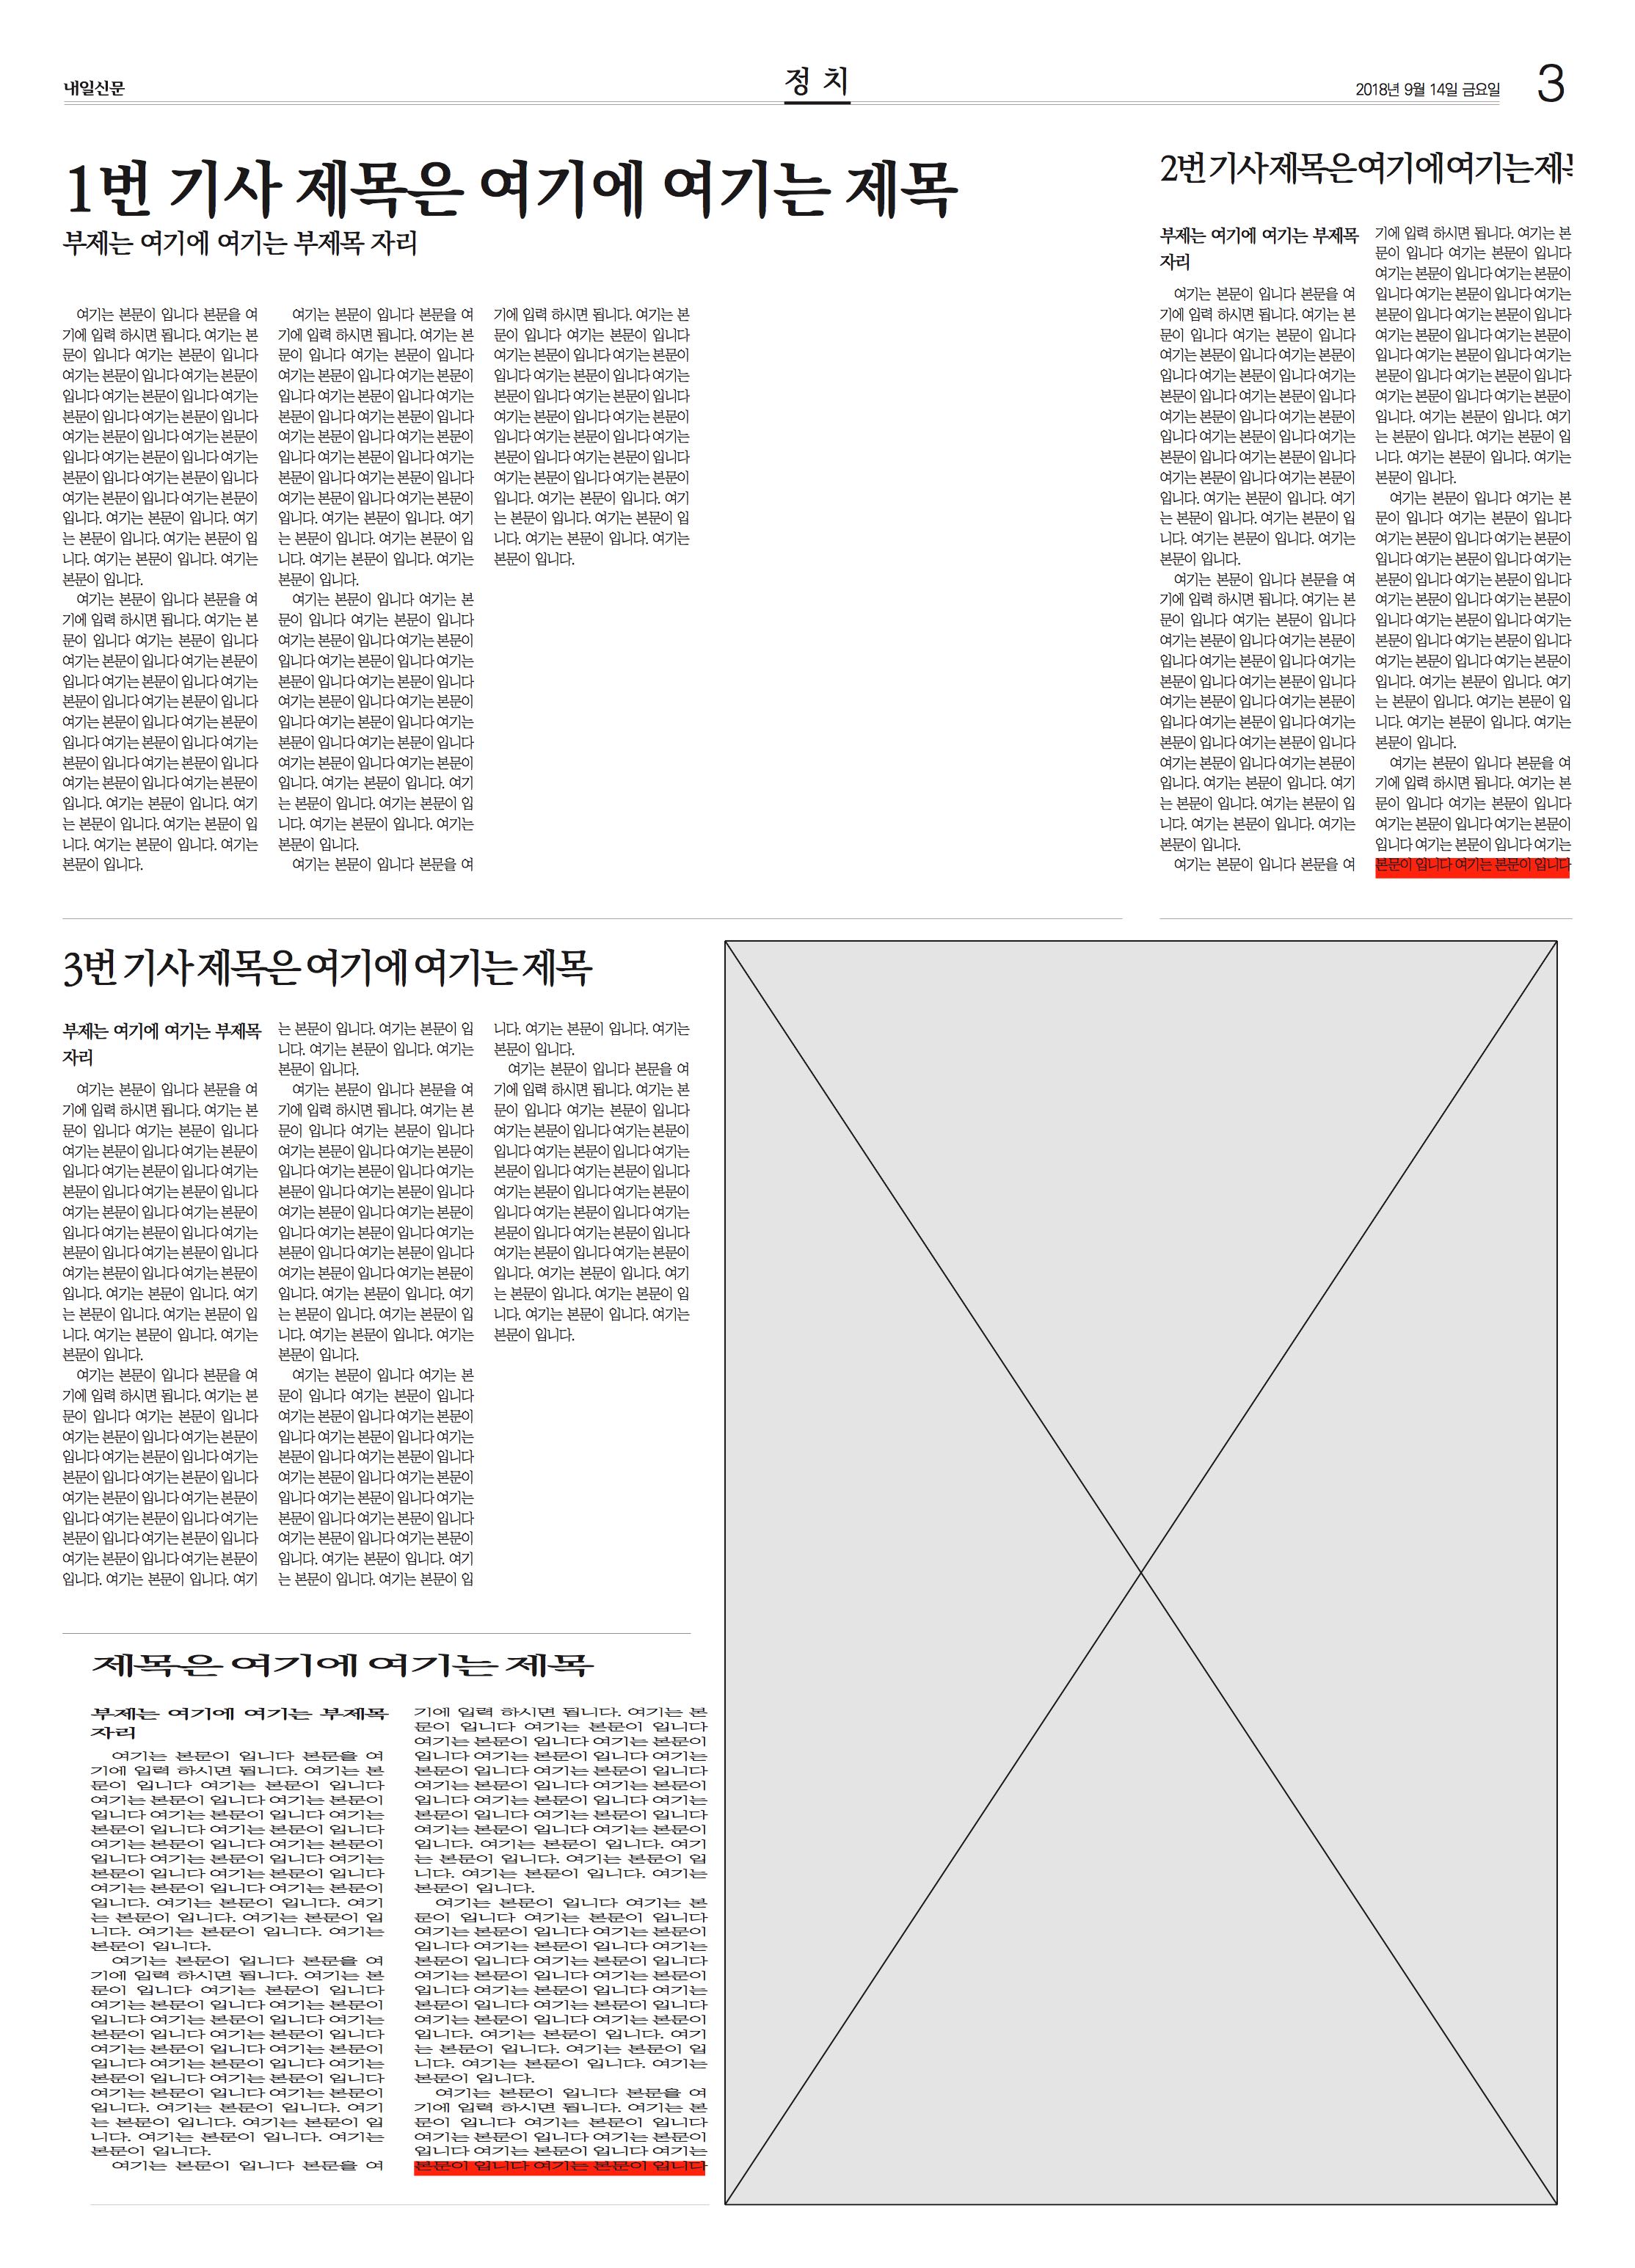 내일신문
정 치
2018년 9월 14일 금요일
3
1번 기사 제목은 여기에 여기는 제목
부제는 여기에 여기는 부제목 자리
여기는 본문이 입니다 본문을 여
기에 입력 하시면 됩니다. 여기는 본
문이 입니다 여기는 본문이 입니다
여기는 본문이 입니다 여기는 본문이
입니다 여기는 본문이 입니다 여기는
본문이 입니다 여기는 본문이 입니다
여기는 본문이 입니다 여기는 본문이
입니다 여기는 본문이 입니다 여기는
본문이 입니다 여기는 본문이 입니다
여기는 본문이 입니다 여기는 본문이
입니다. 여기는 본문이 입니다. 여기
는 본문이 입니다. 여기는 본문이 입
니다. 여기는 본문이 입니다. 여기는
본문이 입니다.
여기는 본문이 입니다 본문을 여
기에 입력 하시면 됩니다. 여기는 본
문이 입니다 여기는 본문이 입니다
여기는 본문이 입니다 여기는 본문이
입니다 여기는 본문이 입니다 여기는
본문이 입니다 여기는 본문이 입니다
여기는 본문이 입니다 여기는 본문이
입니다 여기는 본문이 입니다 여기는
본문이 입니다 여기는 본문이 입니다
여기는 본문이 입니다 여기는 본문이
입니다. 여기는 본문이 입니다. 여기
는 본문이 입니다. 여기는 본문이 입
니다. 여기는 본문이 입니다. 여기는
본문이 입니다.
여기는 본문이 입니다 본문을 여
기에 입력 하시면 됩니다. 여기는 본
문이 입니다 여기는 본문이 입니다
여기는 본문이 입니다 여기는 본문이
입니다 여기는 본문이 입니다 여기는
본문이 입니다 여기는 본문이 입니다
여기는 본문이 입니다 여기는 본문이
입니다 여기는 본문이 입니다 여기는
본문이 입니다 여기는 본문이 입니다
여기는 본문이 입니다 여기는 본문이
입니다. 여기는 본문이 입니다. 여기
는 본문이 입니다. 여기는 본문이 입
니다. 여기는 본문이 입니다. 여기는
본문이 입니다.
여기는 본문이 입니다 여기는 본
문이 입니다 여기는 본문이 입니다
여기는 본문이 입니다 여기는 본문이
입니다 여기는 본문이 입니다 여기는
본문이 입니다 여기는 본문이 입니다
여기는 본문이 입니다 여기는 본문이
입니다 여기는 본문이 입니다 여기는
본문이 입니다 여기는 본문이 입니다
여기는 본문이 입니다 여기는 본문이
입니다. 여기는 본문이 입니다. 여기
는 본문이 입니다. 여기는 본문이 입
니다. 여기는 본문이 입니다. 여기는
본문이 입니다.
여기는 본문이 입니다 본문을 여
기에 입력 하시면 됩니다. 여기는 본
문이 입니다 여기는 본문이 입니다
여기는 본문이 입니다 여기는 본문이
입니다 여기는 본문이 입니다 여기는
본문이 입니다 여기는 본문이 입니다
여기는 본문이 입니다 여기는 본문이
입니다 여기는 본문이 입니다 여기는
본문이 입니다 여기는 본문이 입니다
여기는 본문이 입니다 여기는 본문이
입니다. 여기는 본문이 입니다. 여기
는 본문이 입니다. 여기는 본문이 입
니다. 여기는 본문이 입니다. 여기는
본문이 입니다.
2번 기사 제목은 여기에 여기는 제
부제는 여기에 여기는 부제목
자리
여기는 본문이 입니다 본문을 여
기에 입력 하시면 됩니다. 여기는 본
문이 입니다 여기는 본문이 입니다
여기는 본문이 입니다 여기는 본문이
입니다 여기는 본문이 입니다 여기는
본문이 입니다 여기는 본문이 입니다
여기는 본문이 입니다 여기는 본문이
입니다 여기는 본문이 입니다 여기는
본문이 입니다 여기는 본문이 입니다
여기는 본문이 입니다 여기는 본문이
입니다. 여기는 본문이 입니다. 여기
는 본문이 입니다. 여기는 본문이 입
니다. 여기는 본문이 입니다. 여기는
본문이 입니다.
여기는 본문이 입니다 본문을 여
기에 입력 하시면 됩니다. 여기는 본
문이 입니다 여기는 본문이 입니다
여기는 본문이 입니다 여기는 본문이
입니다 여기는 본문이 입니다 여기는
본문이 입니다 여기는 본문이 입니다
여기는 본문이 입니다 여기는 본문이
입니다 여기는 본문이 입니다 여기는
본문이 입니다 여기는 본문이 입니다
여기는 본문이 입니다 여기는 본문이
입니다. 여기는 본문이 입니다. 여기
는 본문이 입니다. 여기는 본문이 입
니다. 여기는 본문이 입니다. 여기는
본문이 입니다.
여기는 본문이 입니다 본문을 여
기에 입력 하시면 됩니다. 여기는 본
문이 입니다 여기는 본문이 입니다
여기는 본문이 입니다 여기는 본문이
입니다 여기는 본문이 입니다 여기는
본문이 입니다 여기는 본문이 입니다
여기는 본문이 입니다 여기는 본문이
입니다 여기는 본문이 입니다 여기는
본문이 입니다 여기는 본문이 입니다
여기는 본문이 입니다 여기는 본문이
입니다. 여기는 본문이 입니다. 여기
는 본문이 입니다. 여기는 본문이 입
니다. 여기는 본문이 입니다. 여기는
본문이 입니다.
여기는 본문이 입니다 여기는 본
문이 입니다 여기는 본문이 입니다
여기는 본문이 입니다 여기는 본문이
입니다 여기는 본문이 입니다 여기는
본문이 입니다 여기는 본문이 입니다
여기는 본문이 입니다 여기는 본문이
입니다 여기는 본문이 입니다 여기는
본문이 입니다 여기는 본문이 입니다
여기는 본문이 입니다 여기는 본문이
입니다. 여기는 본문이 입니다. 여기
는 본문이 입니다. 여기는 본문이 입
니다. 여기는 본문이 입니다. 여기는
본문이 입니다.
여기는 본문이 입니다 본문을 여
기에 입력 하시면 됩니다. 여기는 본
문이 입니다 여기는 본문이 입니다
여기는 본문이 입니다 여기는 본문이
입니다 여기는 본문이 입니다 여기는
본문이 입니다 여기는 본문이 입니다
3번 기사 제목은 여기에 여기는 제목
부제는 여기에 여기는 부제목
자리
여기는 본문이 입니다 본문을 여
기에 입력 하시면 됩니다. 여기는 본
문이 입니다 여기는 본문이 입니다
여기는 본문이 입니다 여기는 본문이
입니다 여기는 본문이 입니다 여기는
본문이 입니다 여기는 본문이 입니다
여기는 본문이 입니다 여기는 본문이
입니다 여기는 본문이 입니다 여기는
본문이 입니다 여기는 본문이 입니다
여기는 본문이 입니다 여기는 본문이
입니다. 여기는 본문이 입니다. 여기
는 본문이 입니다. 여기는 본문이 입
니다. 여기는 본문이 입니다. 여기는
본문이 입니다.
여기는 본문이 입니다 본문을 여
기에 입력 하시면 됩니다. 여기는 본
문이 입니다 여기는 본문이 입니다
여기는 본문이 입니다 여기는 본문이
입니다 여기는 본문이 입니다 여기는
본문이 입니다 여기는 본문이 입니다
여기는 본문이 입니다 여기는 본문이
입니다 여기는 본문이 입니다 여기는
본문이 입니다 여기는 본문이 입니다
여기는 본문이 입니다 여기는 본문이
입니다. 여기는 본문이 입니다. 여기
는 본문이 입니다. 여기는 본문이 입
니다. 여기는 본문이 입니다. 여기는
본문이 입니다.
여기는 본문이 입니다 본문을 여
기에 입력 하시면 됩니다. 여기는 본
문이 입니다 여기는 본문이 입니다
여기는 본문이 입니다 여기는 본문이
입니다 여기는 본문이 입니다 여기는
본문이 입니다 여기는 본문이 입니다
여기는 본문이 입니다 여기는 본문이
입니다 여기는 본문이 입니다 여기는
본문이 입니다 여기는 본문이 입니다
여기는 본문이 입니다 여기는 본문이
입니다. 여기는 본문이 입니다. 여기
는 본문이 입니다. 여기는 본문이 입
니다. 여기는 본문이 입니다. 여기는
본문이 입니다.
여기는 본문이 입니다 여기는 본
문이 입니다 여기는 본문이 입니다
여기는 본문이 입니다 여기는 본문이
입니다 여기는 본문이 입니다 여기는
본문이 입니다 여기는 본문이 입니다
여기는 본문이 입니다 여기는 본문이
입니다 여기는 본문이 입니다 여기는
본문이 입니다 여기는 본문이 입니다
여기는 본문이 입니다 여기는 본문이
입니다. 여기는 본문이 입니다. 여기
는 본문이 입니다. 여기는 본문이 입
니다. 여기는 본문이 입니다. 여기는
본문이 입니다.
여기는 본문이 입니다 본문을 여
기에 입력 하시면 됩니다. 여기는 본
문이 입니다 여기는 본문이 입니다
여기는 본문이 입니다 여기는 본문이
입니다 여기는 본문이 입니다 여기는
본문이 입니다 여기는 본문이 입니다
여기는 본문이 입니다 여기는 본문이
입니다 여기는 본문이 입니다 여기는
본문이 입니다 여기는 본문이 입니다
여기는 본문이 입니다 여기는 본문이
입니다. 여기는 본문이 입니다. 여기
는 본문이 입니다. 여기는 본문이 입
니다. 여기는 본문이 입니다. 여기는
본문이 입니다.
제목은 여기에 여기는 제목
부제는 여기에 여기는 부제목
자리
여기는 본문이 입니다 본문을 여
기에 입력 하시면 됩니다. 여기는 본
문이 입니다 여기는 본문이 입니다
여기는 본문이 입니다 여기는 본문이
입니다 여기는 본문이 입니다 여기는
본문이 입니다 여기는 본문이 입니다
여기는 본문이 입니다 여기는 본문이
입니다 여기는 본문이 입니다 여기는
본문이 입니다 여기는 본문이 입니다
여기는 본문이 입니다 여기는 본문이
입니다. 여기는 본문이 입니다. 여기
는 본문이 입니다. 여기는 본문이 입
니다. 여기는 본문이 입니다. 여기는
본문이 입니다.
여기는 본문이 입니다 본문을 여
기에 입력 하시면 됩니다. 여기는 본
문이 입니다 여기는 본문이 입니다
여기는 본문이 입니다 여기는 본문이
입니다 여기는 본문이 입니다 여기는
본문이 입니다 여기는 본문이 입니다
여기는 본문이 입니다 여기는 본문이
입니다 여기는 본문이 입니다 여기는
본문이 입니다 여기는 본문이 입니다
여기는 본문이 입니다 여기는 본문이
입니다. 여기는 본문이 입니다. 여기
는 본문이 입니다. 여기는 본문이 입
니다. 여기는 본문이 입니다. 여기는
본문이 입니다.
여기는 본문이 입니다 본문을 여
기에 입력 하시면 됩니다. 여기는 본
문이 입니다 여기는 본문이 입니다
여기는 본문이 입니다 여기는 본문이
입니다 여기는 본문이 입니다 여기는
본문이 입니다 여기는 본문이 입니다
여기는 본문이 입니다 여기는 본문이
입니다 여기는 본문이 입니다 여기는
본문이 입니다 여기는 본문이 입니다
여기는 본문이 입니다 여기는 본문이
입니다. 여기는 본문이 입니다. 여기
는 본문이 입니다. 여기는 본문이 입
니다. 여기는 본문이 입니다. 여기는
본문이 입니다.
여기는 본문이 입니다 여기는 본
문이 입니다 여기는 본문이 입니다
여기는 본문이 입니다 여기는 본문이
입니다 여기는 본문이 입니다 여기는
본문이 입니다 여기는 본문이 입니다
여기는 본문이 입니다 여기는 본문이
입니다 여기는 본문이 입니다 여기는
본문이 입니다 여기는 본문이 입니다
여기는 본문이 입니다 여기는 본문이
입니다. 여기는 본문이 입니다. 여기
는 본문이 입니다. 여기는 본문이 입
니다. 여기는 본문이 입니다. 여기는
본문이 입니다.
여기는 본문이 입니다 본문을 여
기에 입력 하시면 됩니다. 여기는 본
문이 입니다 여기는 본문이 입니다
여기는 본문이 입니다 여기는 본문이
입니다 여기는 본문이 입니다 여기는
본문이 입니다 여기는 본문이 입니다